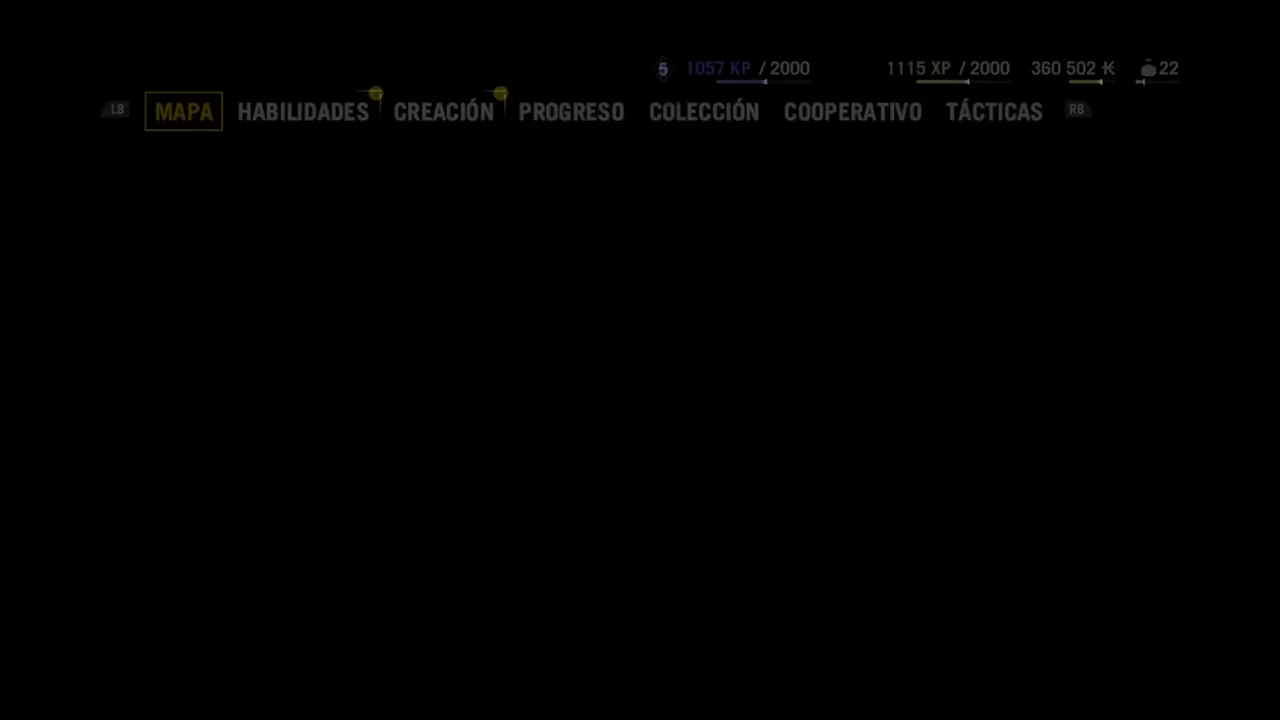 5 1057 KP / 2000 1115 XP / 2000 360 502 K 22
LB MAPA HABILIDADES CREACIÓN PROGRESO COLECCIÓN COOPERATIVO TÁCTICAS RB